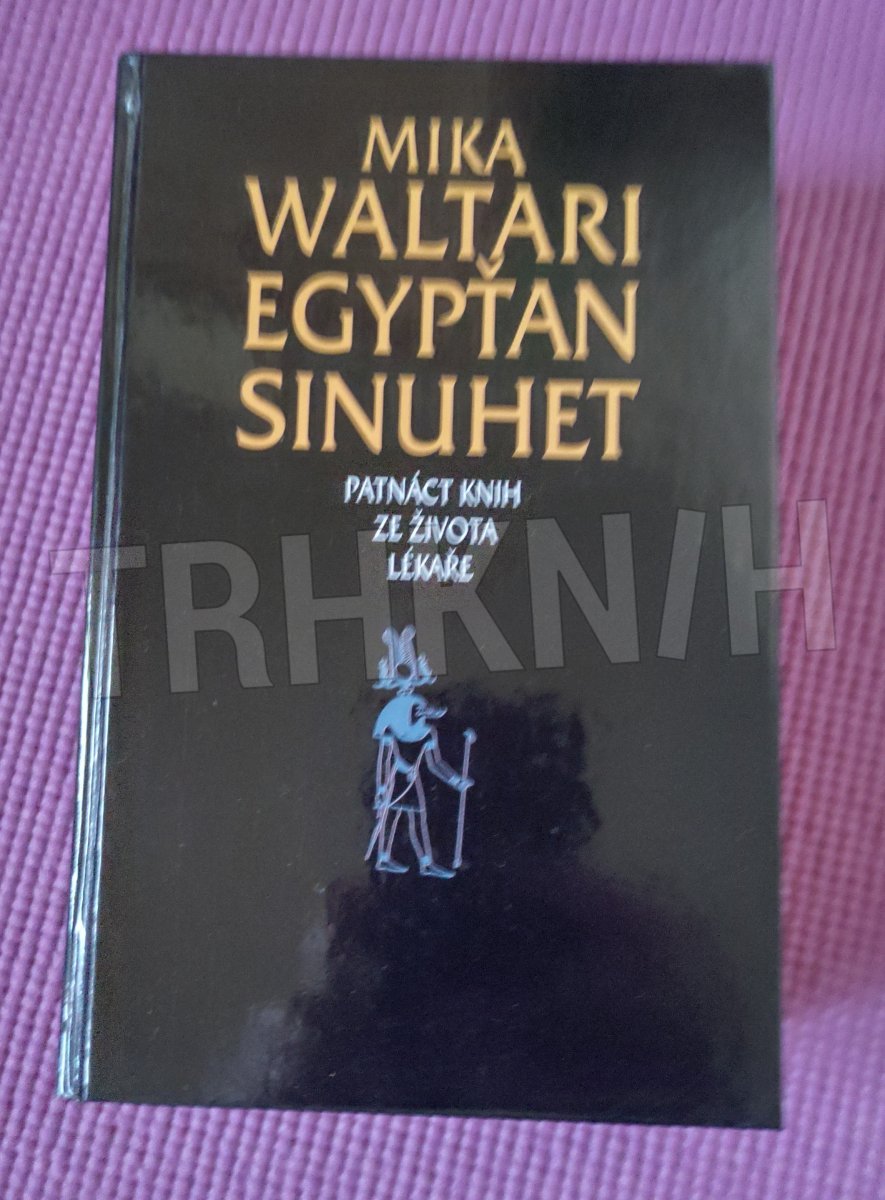 MIKA
WALTARI
EGYPŤAN
SINUHET
PATNÁCT KNIH
ZE ŽIVOTA
LÉKAŘE
TRHKNIH